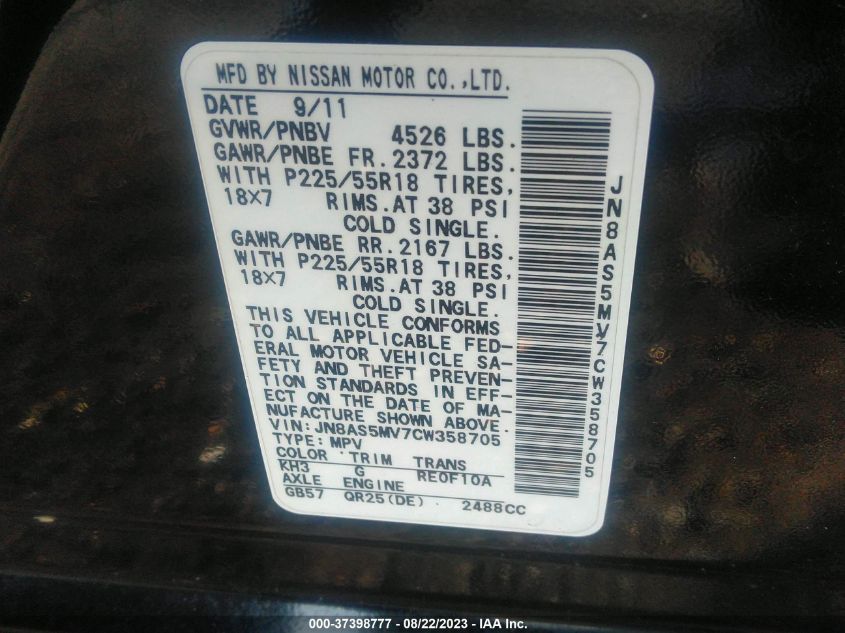 MFD BY NISSAN MOTOR CO.,LTD.
DATE 9/11
GVWR/PNBV 4526 LBS.
GAWR/PNBE FR.2372 LBS.
WITH P225/55R18 TIRES,
18X7 RIMS.AT 38 PSI
COLD SINGLE.
GAWR/PNBE RR.2167 LBS.
WITH P225/55R18 TIRES,
18X7 RIMS.AT 38 PSI
COLD SINGLE.
THIS VEHICLE CONFORMS
TO ALL APPLICABLE FED-
ERAL MOTOR VEHICLE SA-
FETY AND THEFT PREVEN-
TION STANDARDS IN EFF-
ECT ON THE DATE OF MA-
NUFACTURE SHOWN ABOVE.
VIN:JN8AS5MV7CW358705
TYPE:MPV
COLOR TRIM TRANS
KH3 G RE0F10A
AXLE ENGINE
GB57 QR25(DE) 2488CC
JN8AS5MV7CW358705
000-37398777 - 08/22/2023 - IAA Inc.